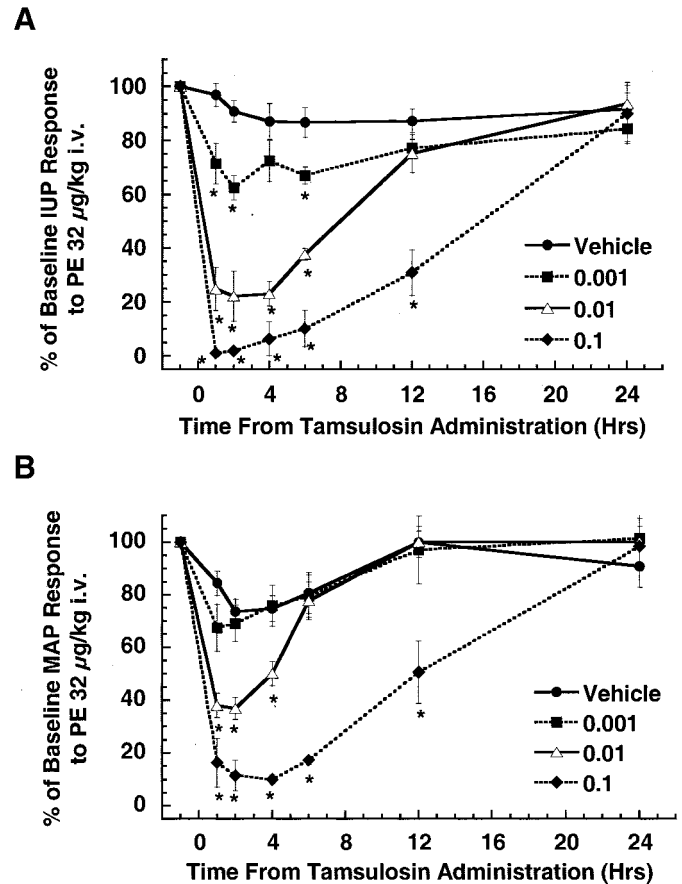 A
% of Baseline IUP Response
to PE 32 µg/kg i.v.
100
80
60
40
20
0
* * *
* * * *
* * * * *
Vehicle
0.001
0.01
0.1
0 4 8 12 16 20 24
Time From Tamsulosin Administration (Hrs)
B
% of Baseline MAP Response
to PE 32 µg/kg i.v.
100
80
60
40
20
0
* * *
* * * * *
Vehicle
0.001
0.01
0.1
0 4 8 12 16 20 24
Time From Tamsulosin Administration (Hrs)